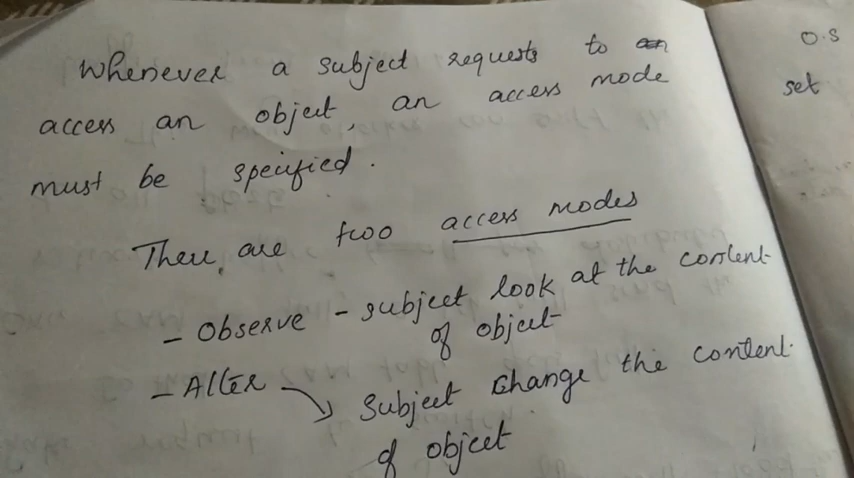 Whenever a subject requests to an
access an object, an access mode
must be specified.
There are two access modes
- Observe - subject look at the content
of object
- Alter → Subject change the content.
of object
O.S
set